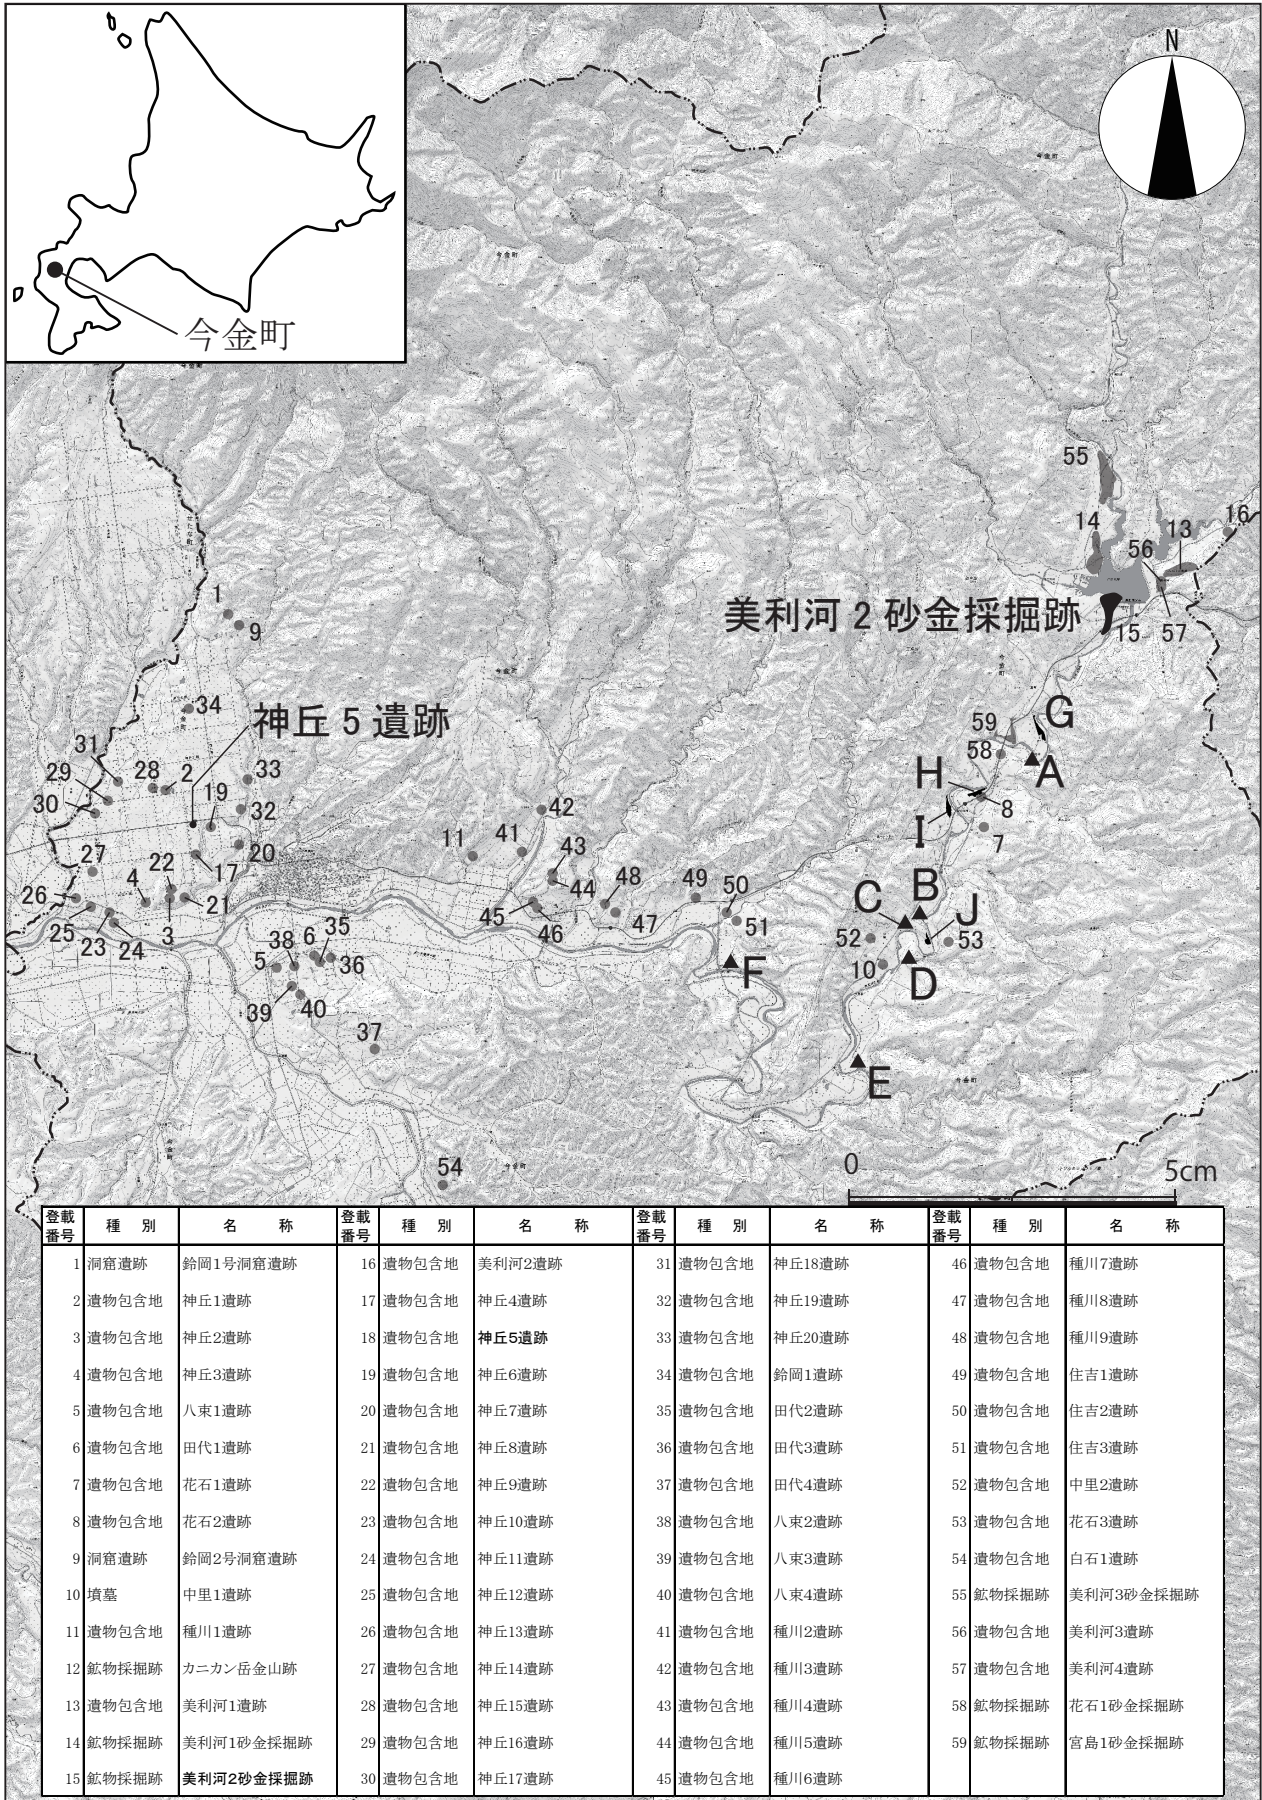 今金町
N
今金町
今金町
今金町
せたな町
55
14
16
13
56
美利河2砂金採掘跡
15
57
1
9
34
今金町
神丘5遺跡
今金町
今金町
59
G
58
A
31
29
28
2
33
30
19
32
H
8
42
I
7
27
22
17
20
11
41
43
4
44
48
49
50
B
26
21
C
J
25
3
45
46
47
51
52
53
23
24
38
6
35
5
36
F
10
D
39
40
37
E
今金町
今金町
今金町
54
0
5cm
登載番号 種別 名称 登載番号 種別 名称 登載番号 種別 名称 登載番号 種別 名称
1 洞窟遺跡 鈴岡1号洞窟遺跡 16 遺物包含地 美利河2遺跡 31 遺物包含地 神丘18遺跡 46 遺物包含地 種川7遺跡
2 遺物包含地 神丘1遺跡 17 遺物包含地 神丘4遺跡 32 遺物包含地 神丘19遺跡 47 遺物包含地 種川8遺跡
3 遺物包含地 神丘2遺跡 18 遺物包含地 神丘5遺跡 33 遺物包含地 神丘20遺跡 48 遺物包含地 種川9遺跡
4 遺物包含地 神丘3遺跡 19 遺物包含地 神丘6遺跡 34 遺物包含地 鈴岡1遺跡 49 遺物包含地 住吉1遺跡
5 遺物包含地 八束1遺跡 20 遺物包含地 神丘7遺跡 35 遺物包含地 田代2遺跡 50 遺物包含地 住吉2遺跡
6 遺物包含地 田代1遺跡 21 遺物包含地 神丘8遺跡 36 遺物包含地 田代3遺跡 51 遺物包含地 住吉3遺跡
7 遺物包含地 花石1遺跡 22 遺物包含地 神丘9遺跡 37 遺物包含地 田代4遺跡 52 遺物包含地 中里2遺跡
8 遺物包含地 花石2遺跡 23 遺物包含地 神丘10遺跡 38 遺物包含地 八束2遺跡 53 遺物包含地 花石3遺跡
9 洞窟遺跡 鈴岡2号洞窟遺跡 24 遺物包含地 神丘11遺跡 39 遺物包含地 八束3遺跡 54 遺物包含地 白石1遺跡
10 墳墓 中里1遺跡 25 遺物包含地 神丘12遺跡 40 遺物包含地 八束4遺跡 55 鉱物採掘跡 美利河3砂金採掘跡
11 遺物包含地 種川1遺跡 26 遺物包含地 神丘13遺跡 41 遺物包含地 種川2遺跡 56 遺物包含地 美利河3遺跡
12 鉱物採掘跡 カニカン岳金山跡 27 遺物包含地 神丘14遺跡 42 遺物包含地 種川3遺跡 57 遺物包含地 美利河4遺跡
13 遺物包含地 美利河1遺跡 28 遺物包含地 神丘15遺跡 43 遺物包含地 種川4遺跡 58 鉱物採掘跡 花石1砂金採掘跡
14 鉱物採掘跡 美利河1砂金採掘跡 29 遺物包含地 神丘16遺跡 44 遺物包含地 種川5遺跡 59 鉱物採掘跡 宮島1砂金採掘跡
15 鉱物採掘跡 美利河2砂金採掘跡 30 遺物包含地 神丘17遺跡 45 遺物包含地 種川6遺跡